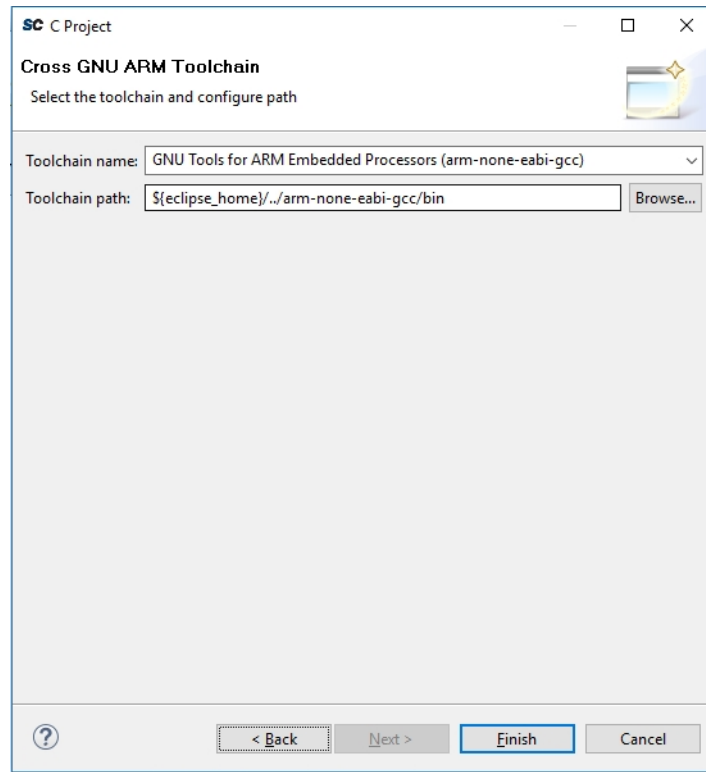 SC C Project
Cross GNU ARM Toolchain
Select the toolchain and configure path
Toolchain name: GNU Tools for ARM Embedded Processors (arm-none-eabi-gcc)
Toolchain path: ${eclipse_home}/../arm-none-eabi-gcc/bin Browse...
? < Back Next > Finish Cancel